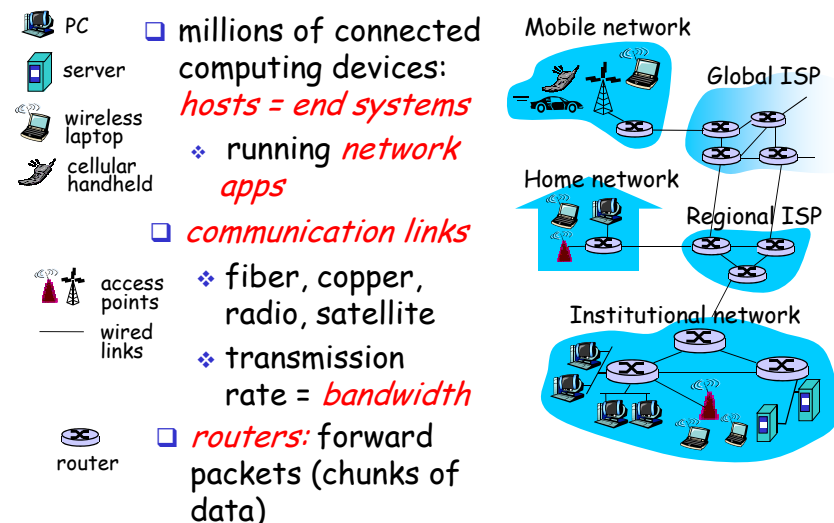 PC
server
wireless
laptop
cellular
handheld
access
points
wired
links
router
millions of connected
computing devices:
hosts = end systems
running network
apps
communication links
fiber, copper,
radio, satellite
transmission
rate = bandwidth
routers: forward
packets (chunks of
data)
Mobile network
Global ISP
Home network
Regional ISP
Institutional network